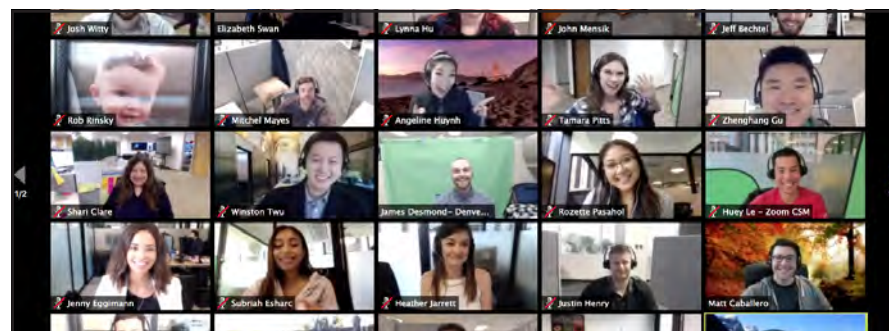 Josh Witty
Elizabeth Swan
Lynna Hu
John Mensik
Jeff Bechtel
Rob Rinsky
Mitchel Mayes
Angeline Huynh
Tamara Pitts
Zhenghang Gu
1/2
Shari Clare
Winston Twu
James Desmond- Denve...
Rozette Pasahol
Huey Le - Zoom CSM
Jenny Eggimann
Subriah Esharc
Heather Jarrett
Justin Henry
Matt Caballero